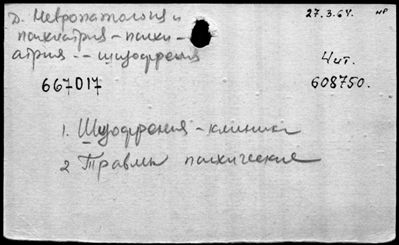 Д. Невропатология и
27.3.64. нр
психиатрия - психи-
атрия -- шизофрения
Чит.
667017
608750.
1. Шизофрения - клиника
2 Травмы психические